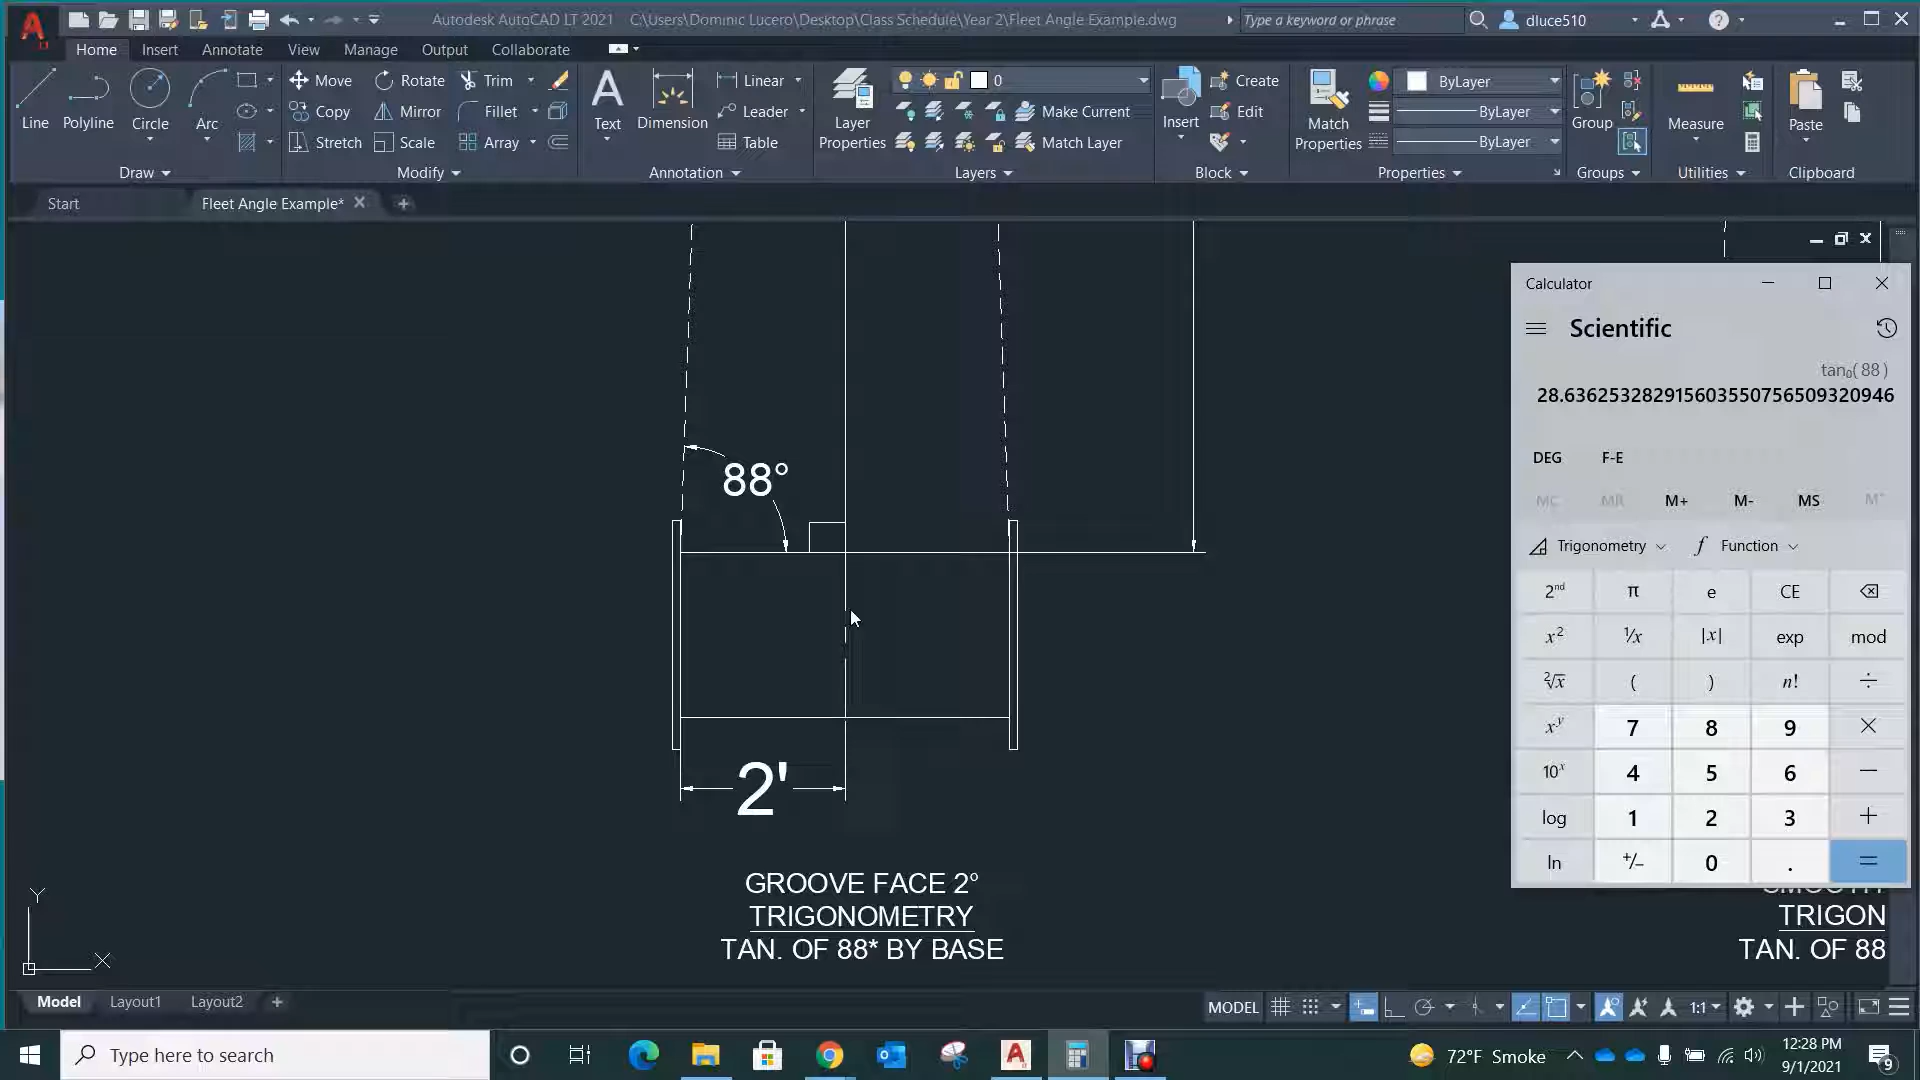 Autodesk AutoCAD LT 2021 C:\Users\Dominic Lucero\Desktop\Class Schedule\Year 2\Fleet Angle Example.dwg
Type a keyword or phrase
dluce510
Home Insert Annotate View Manage Output Collaborate
Line
Polyline
Circle
Arc
Draw
Move
Rotate
Trim
Copy
Mirror
Fillet
Stretch
Scale
Array
Modify
Text
Dimension
Linear
Leader
Table
Annotation
Layer
Properties
0
Make Current
Match Layer
Layers
Insert
Create
Edit
Block
Match
Properties
ByLayer
ByLayer
ByLayer
Properties
Group
Groups
Measure
Utilities
Paste
Clipboard
Start
Fleet Angle Example*
88°
2'
GROOVE FACE 2°
TRIGONOMETRY
TAN. OF 88* BY BASE
TRIGON
TAN. OF 88
Y
X
Calculator
Scientific
tan₀( 88 )
28.636253282915603550756509320946
DEG F-E
MC MR M+ M- MS M˅
Trigonometry f Function
2nd π e CE
x² ¹/x |x| exp mod
²√x ( ) n! ÷
xʸ 7 8 9 ×
10ˣ 4 5 6 −
log 1 2 3 +
ln +/− 0 . =
Model Layout1 Layout2 +
MODEL
1:1
Type here to search
72°F Smoke
12:28 PM
9/1/2021
9